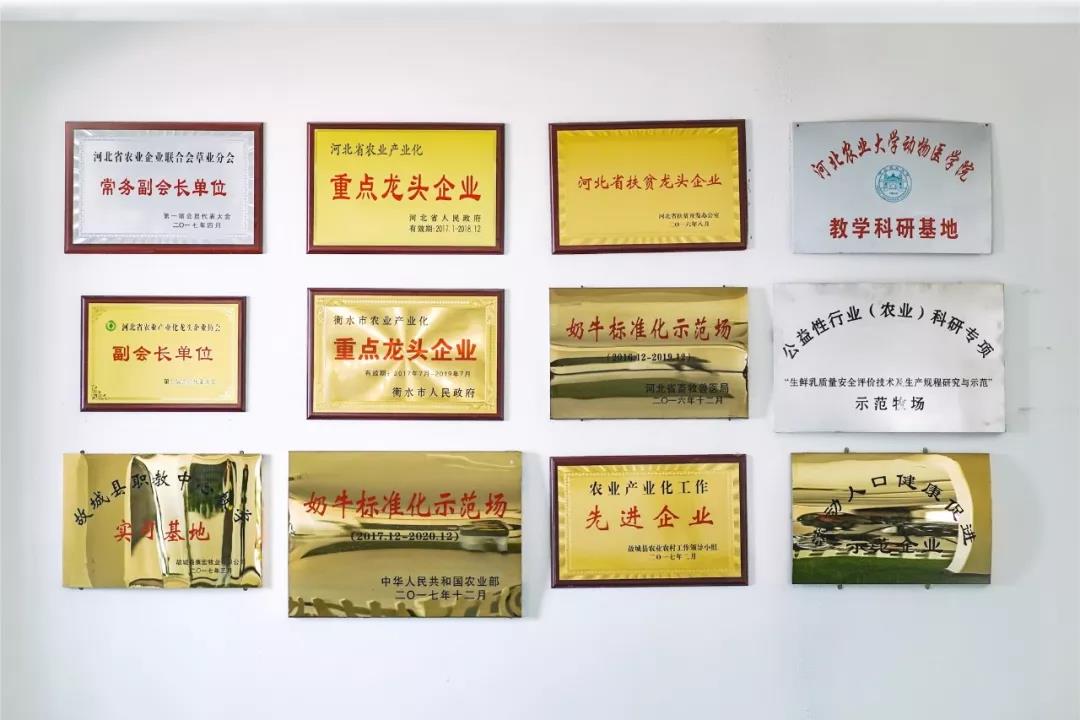 河北省农业企业联合会草业分会
常务副会长单位
第一届会员代表大会
二〇一七年四月
河北省农业产业化
重点龙头企业
河北省人民政府
有效期:2017.1-2018.12
河北省扶贫龙头企业
河北省扶贫开发办公室
二〇一六年八月
河北农业大学动物医学院
教学科研基地
河北省农业产业化龙头企业协会
副会长单位
衡水市农业产业化
重点龙头企业
有效期：2017年7月-2019年7月
衡水市人民政府
奶牛标准化示范场
(2016.12-2019.12)
河北省畜牧兽医局
二〇一六年十二月
公益性行业（农业）科研专项
“生鲜乳质量安全评价技术及生产规程研究与示范”
示范牧场
故城县职教中心
实习基地
二〇一七年三月
奶牛标准化示范场
(2017.12-2020.12)
中华人民共和国农业部
二〇一七年十二月
农业产业化工作
先进企业
故城县农业农村工作领导小组
二〇一七年二月
动人口健康促进
示范企业